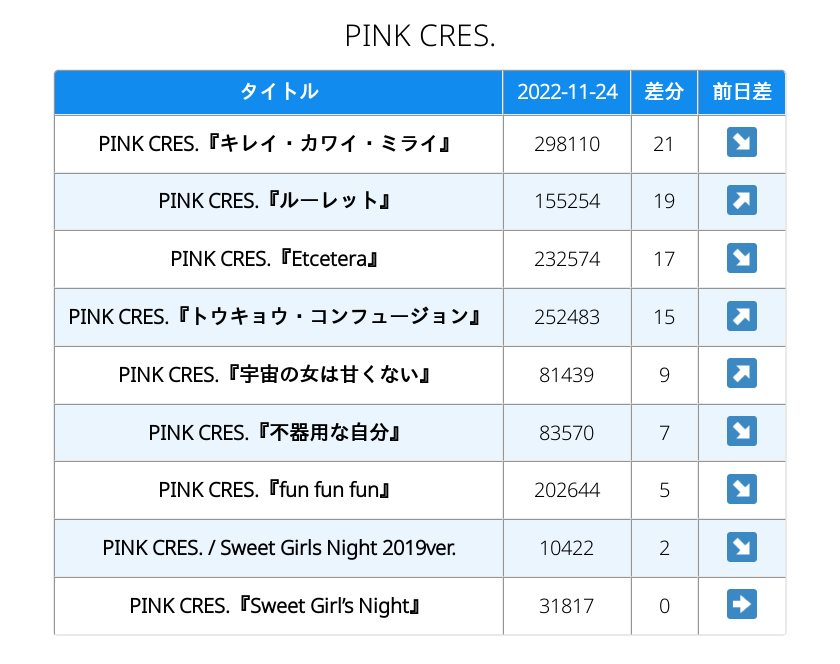 PINK CRES.
タイトル 2022-11-24 差分 前日差
PINK CRES.『キレイ・カワイ・ミライ』 298110 21 ↘
PINK CRES.『ルーレット』 155254 19 ↗
PINK CRES.『Etcetera』 232574 17 ↘
PINK CRES.『トウキョウ・コンフュージョン』 252483 15 ↗
PINK CRES.『宇宙の女は甘くない』 81439 9 ↗
PINK CRES.『不器用な自分』 83570 7 ↘
PINK CRES.『fun fun fun』 202644 5 ↘
PINK CRES. / Sweet Girls Night 2019ver. 10422 2 ↘
PINK CRES.『Sweet Girl’s Night』 31817 0 ➡